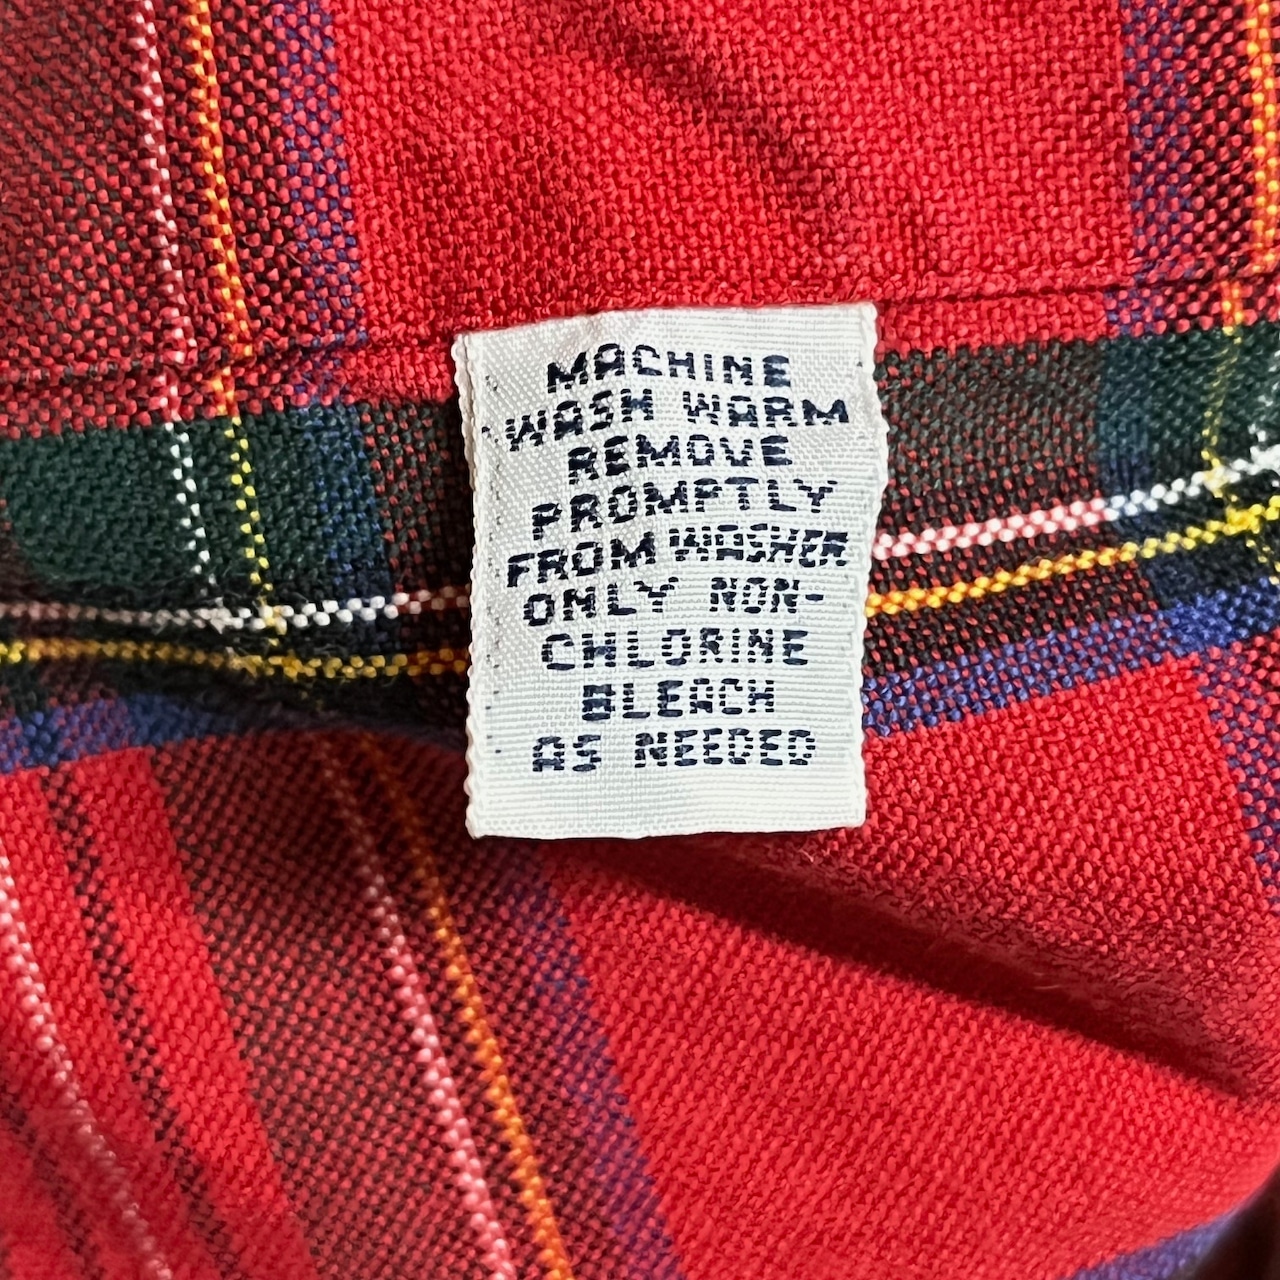 MACHINE
WASH WARM
REMOVE
PROMPTLY
FROM WASHER
ONLY NON-
CHLORINE
BLEACH
AS NEEDED